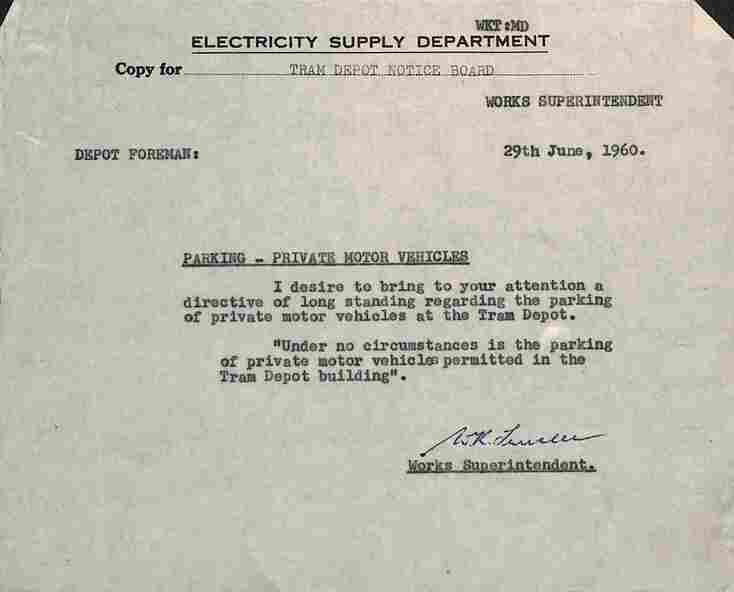 WKT:MD
ELECTRICITY SUPPLY DEPARTMENT
Copy for TRAM DEPOT NOTICE BOARD
WORKS SUPERINTENDENT
DEPOT FOREMAN: 29th June, 1960.
PARKING - PRIVATE MOTOR VEHICLES
I desire to bring to your attention a
directive of long standing regarding the parking
of private motor vehicles at the Tram Depot.
"Under no circumstances is the parking
of private motor vehicles permitted in the
Tram Depot building".
W.K.
Works Superintendent.